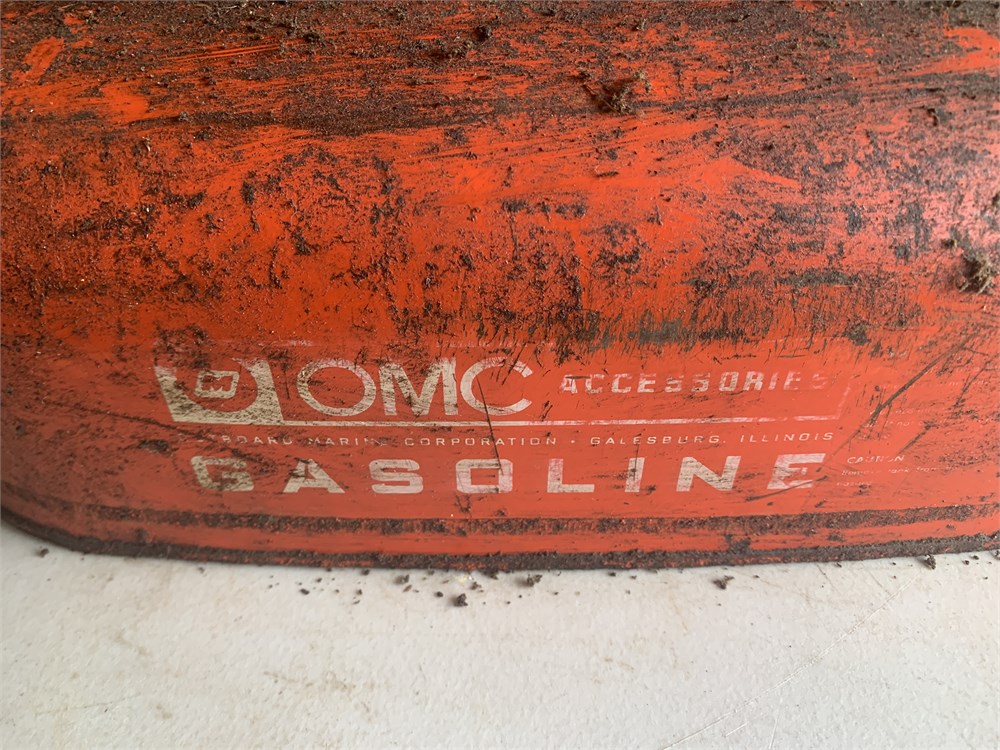 OMC ACCESSORIES
MARINE CORPORATION • GALESBURG, ILLINOIS
GASOLINE
CAUTION